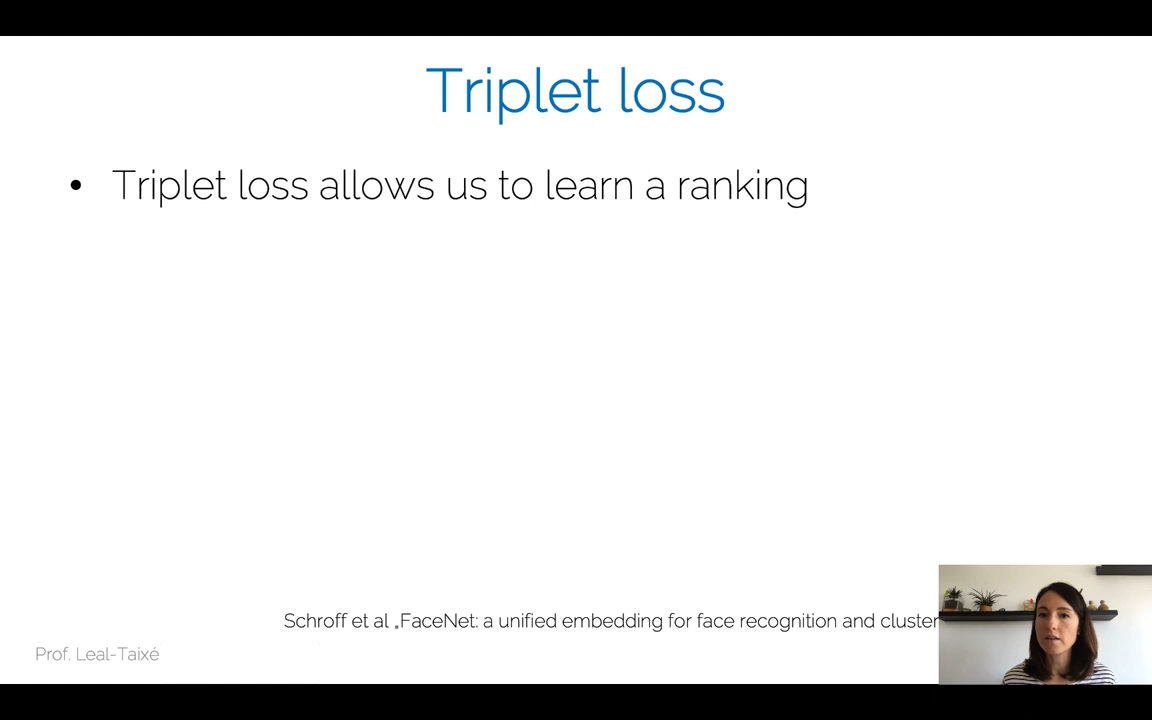 Triplet loss
• Triplet loss allows us to learn a ranking
Schroff et al „FaceNet: a unified embedding for face recognition and cluster
Prof. Leal-Taixé